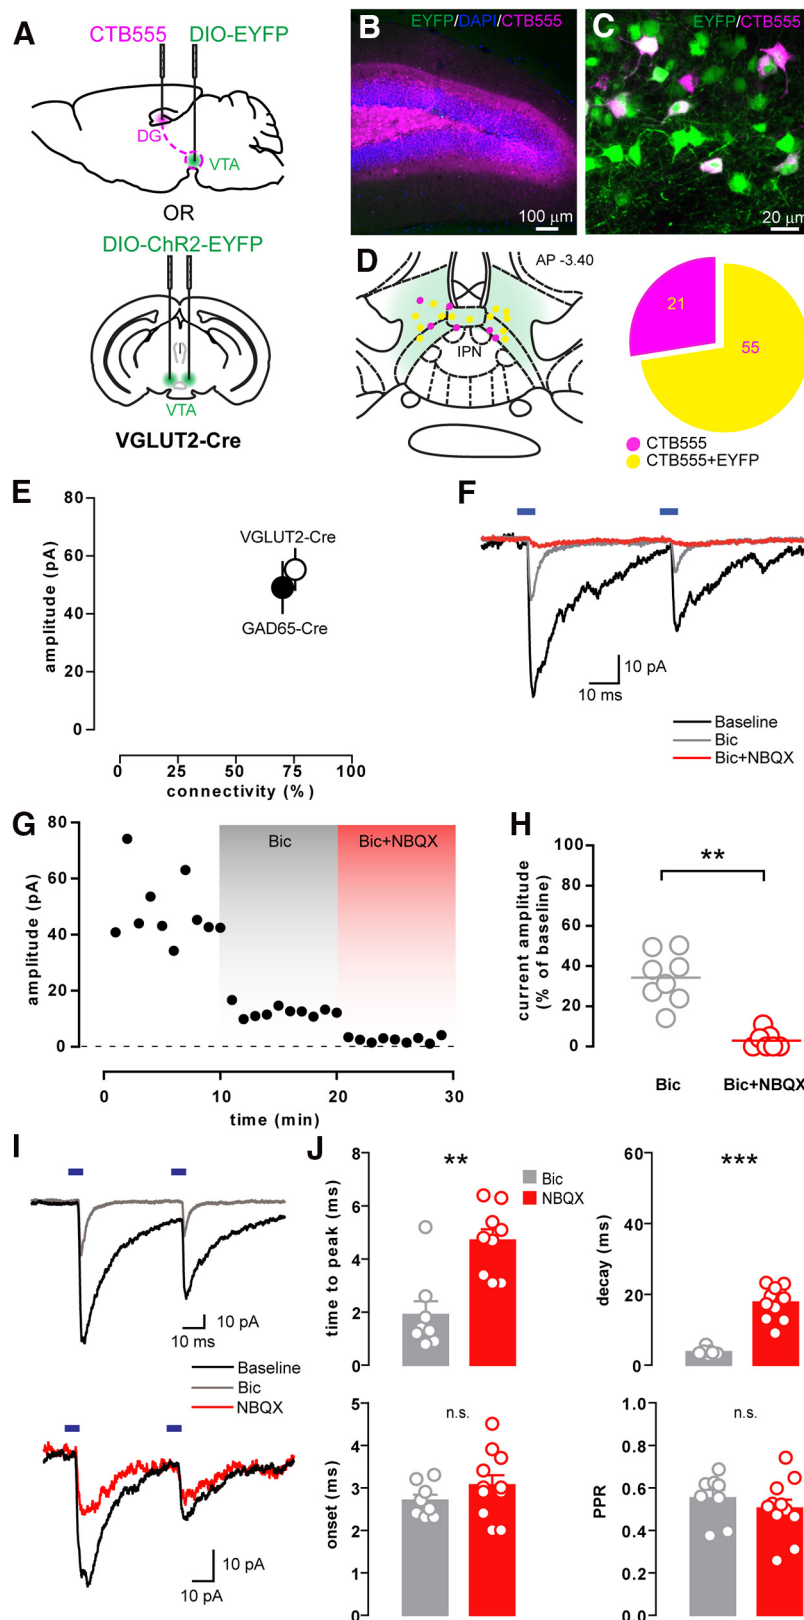 A
CTB555 DIO-EYFP
DG
VTA
OR
DIO-ChR2-EYFP
VTA
VGLUT2-Cre
B
EYFP/DAPI/CTB555
100 µm
C
EYFP/CTB555
20 µm
D
AP -3.40
IPN
21
55
CTB555
CTB555+EYFP
E
80
60
40
20
0
amplitude (pA)
VGLUT2-Cre
GAD65-Cre
0 25 50 75 100
connectivity (%)
F
10 pA
10 ms
Baseline
Bic
Bic+NBQX
G
80
60
40
20
0
amplitude (pA)
Bic
Bic+NBQX
0 10 20 30
time (min)
H
100
80
60
40
20
0
current amplitude
(% of baseline)
**
Bic
Bic+NBQX
I
10 pA
10 ms
Baseline
Bic
NBQX
10 pA
10 pA
J
8
6
4
2
0
time to peak (ms)
**
Bic
NBQX
60
40
20
0
decay (ms)
***
5
4
3
2
1
0
onset (ms)
n.s.
1.0
0.8
0.6
0.4
0.2
0.0
PPR
n.s.